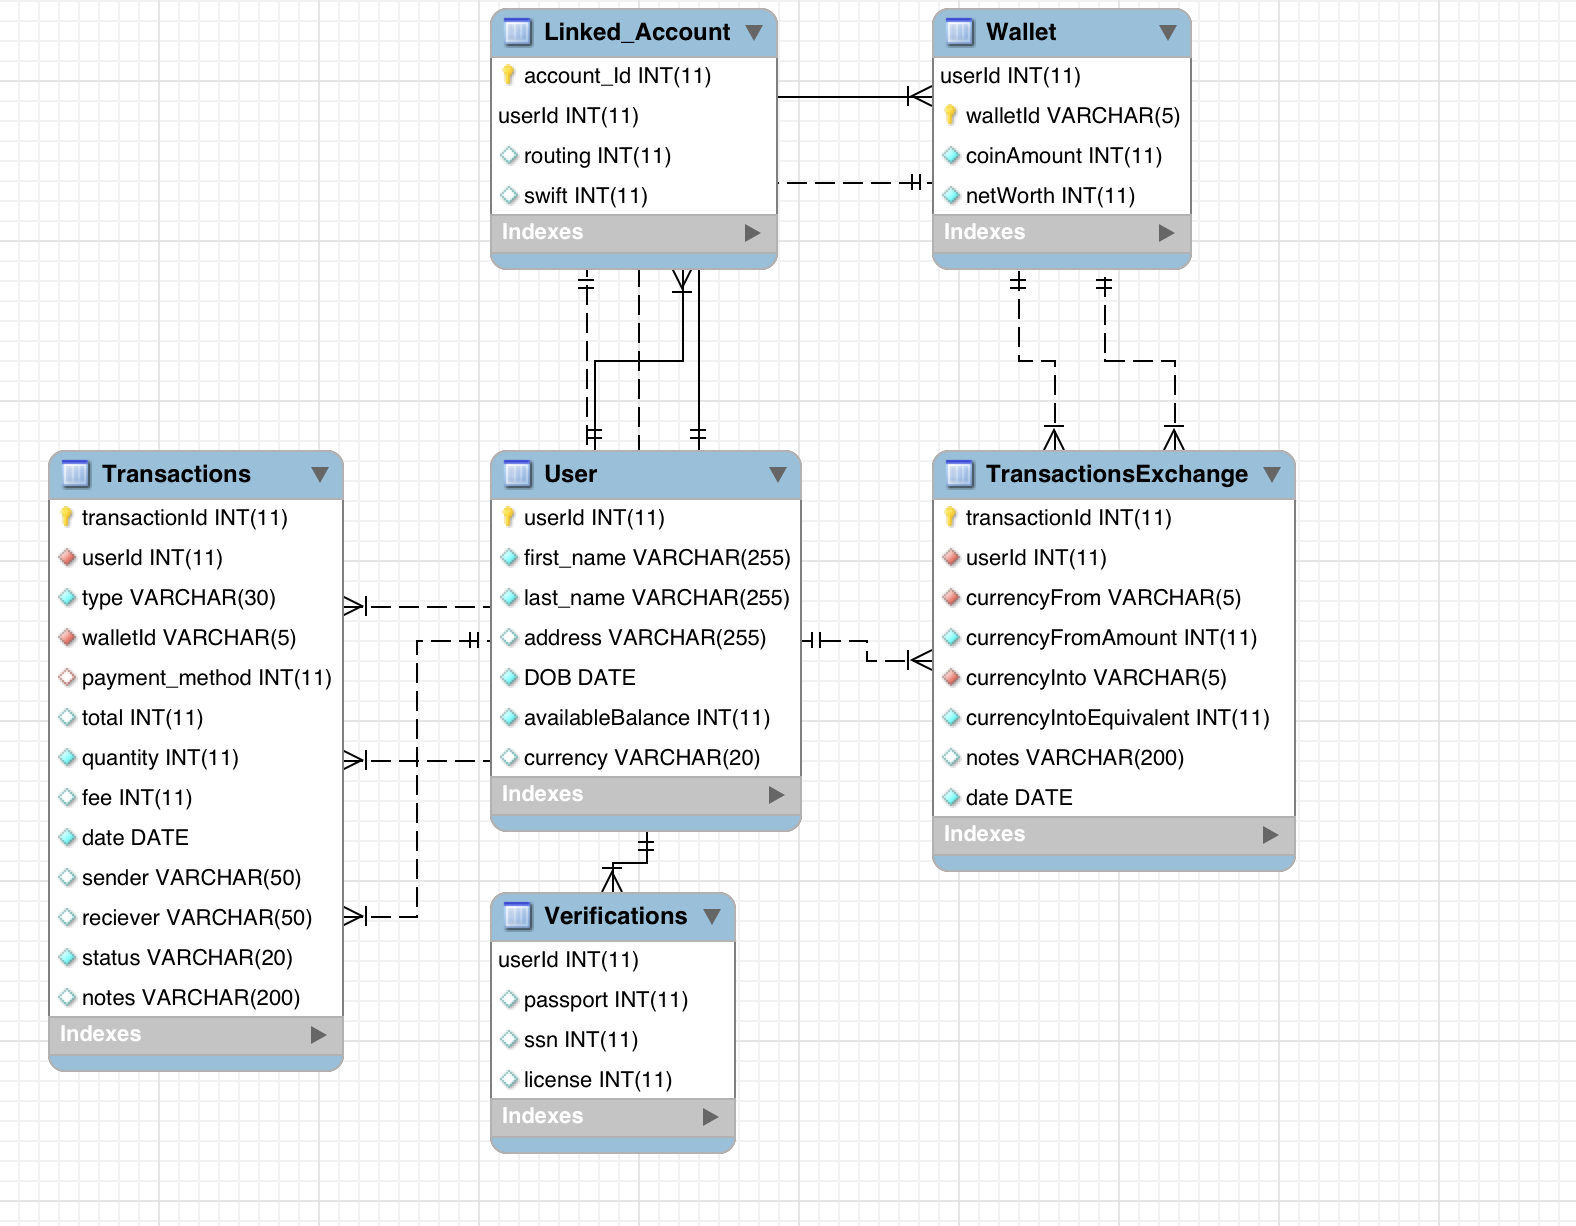 Linked_Account
account_Id INT(11)
userId INT(11)
routing INT(11)
swift INT(11)
Indexes
Wallet
userId INT(11)
walletId VARCHAR(5)
coinAmount INT(11)
netWorth INT(11)
Indexes
Transactions
transactionId INT(11)
userId INT(11)
type VARCHAR(30)
walletId VARCHAR(5)
payment_method INT(11)
total INT(11)
quantity INT(11)
fee INT(11)
date DATE
sender VARCHAR(50)
reciever VARCHAR(50)
status VARCHAR(20)
notes VARCHAR(200)
Indexes
User
userId INT(11)
first_name VARCHAR(255)
last_name VARCHAR(255)
address VARCHAR(255)
DOB DATE
availableBalance INT(11)
currency VARCHAR(20)
Indexes
TransactionsExchange
transactionId INT(11)
userId INT(11)
currencyFrom VARCHAR(5)
currencyFromAmount INT(11)
currencyInto VARCHAR(5)
currencyIntoEquivalent INT(11)
notes VARCHAR(200)
date DATE
Indexes
Verifications
userId INT(11)
passport INT(11)
ssn INT(11)
license INT(11)
Indexes